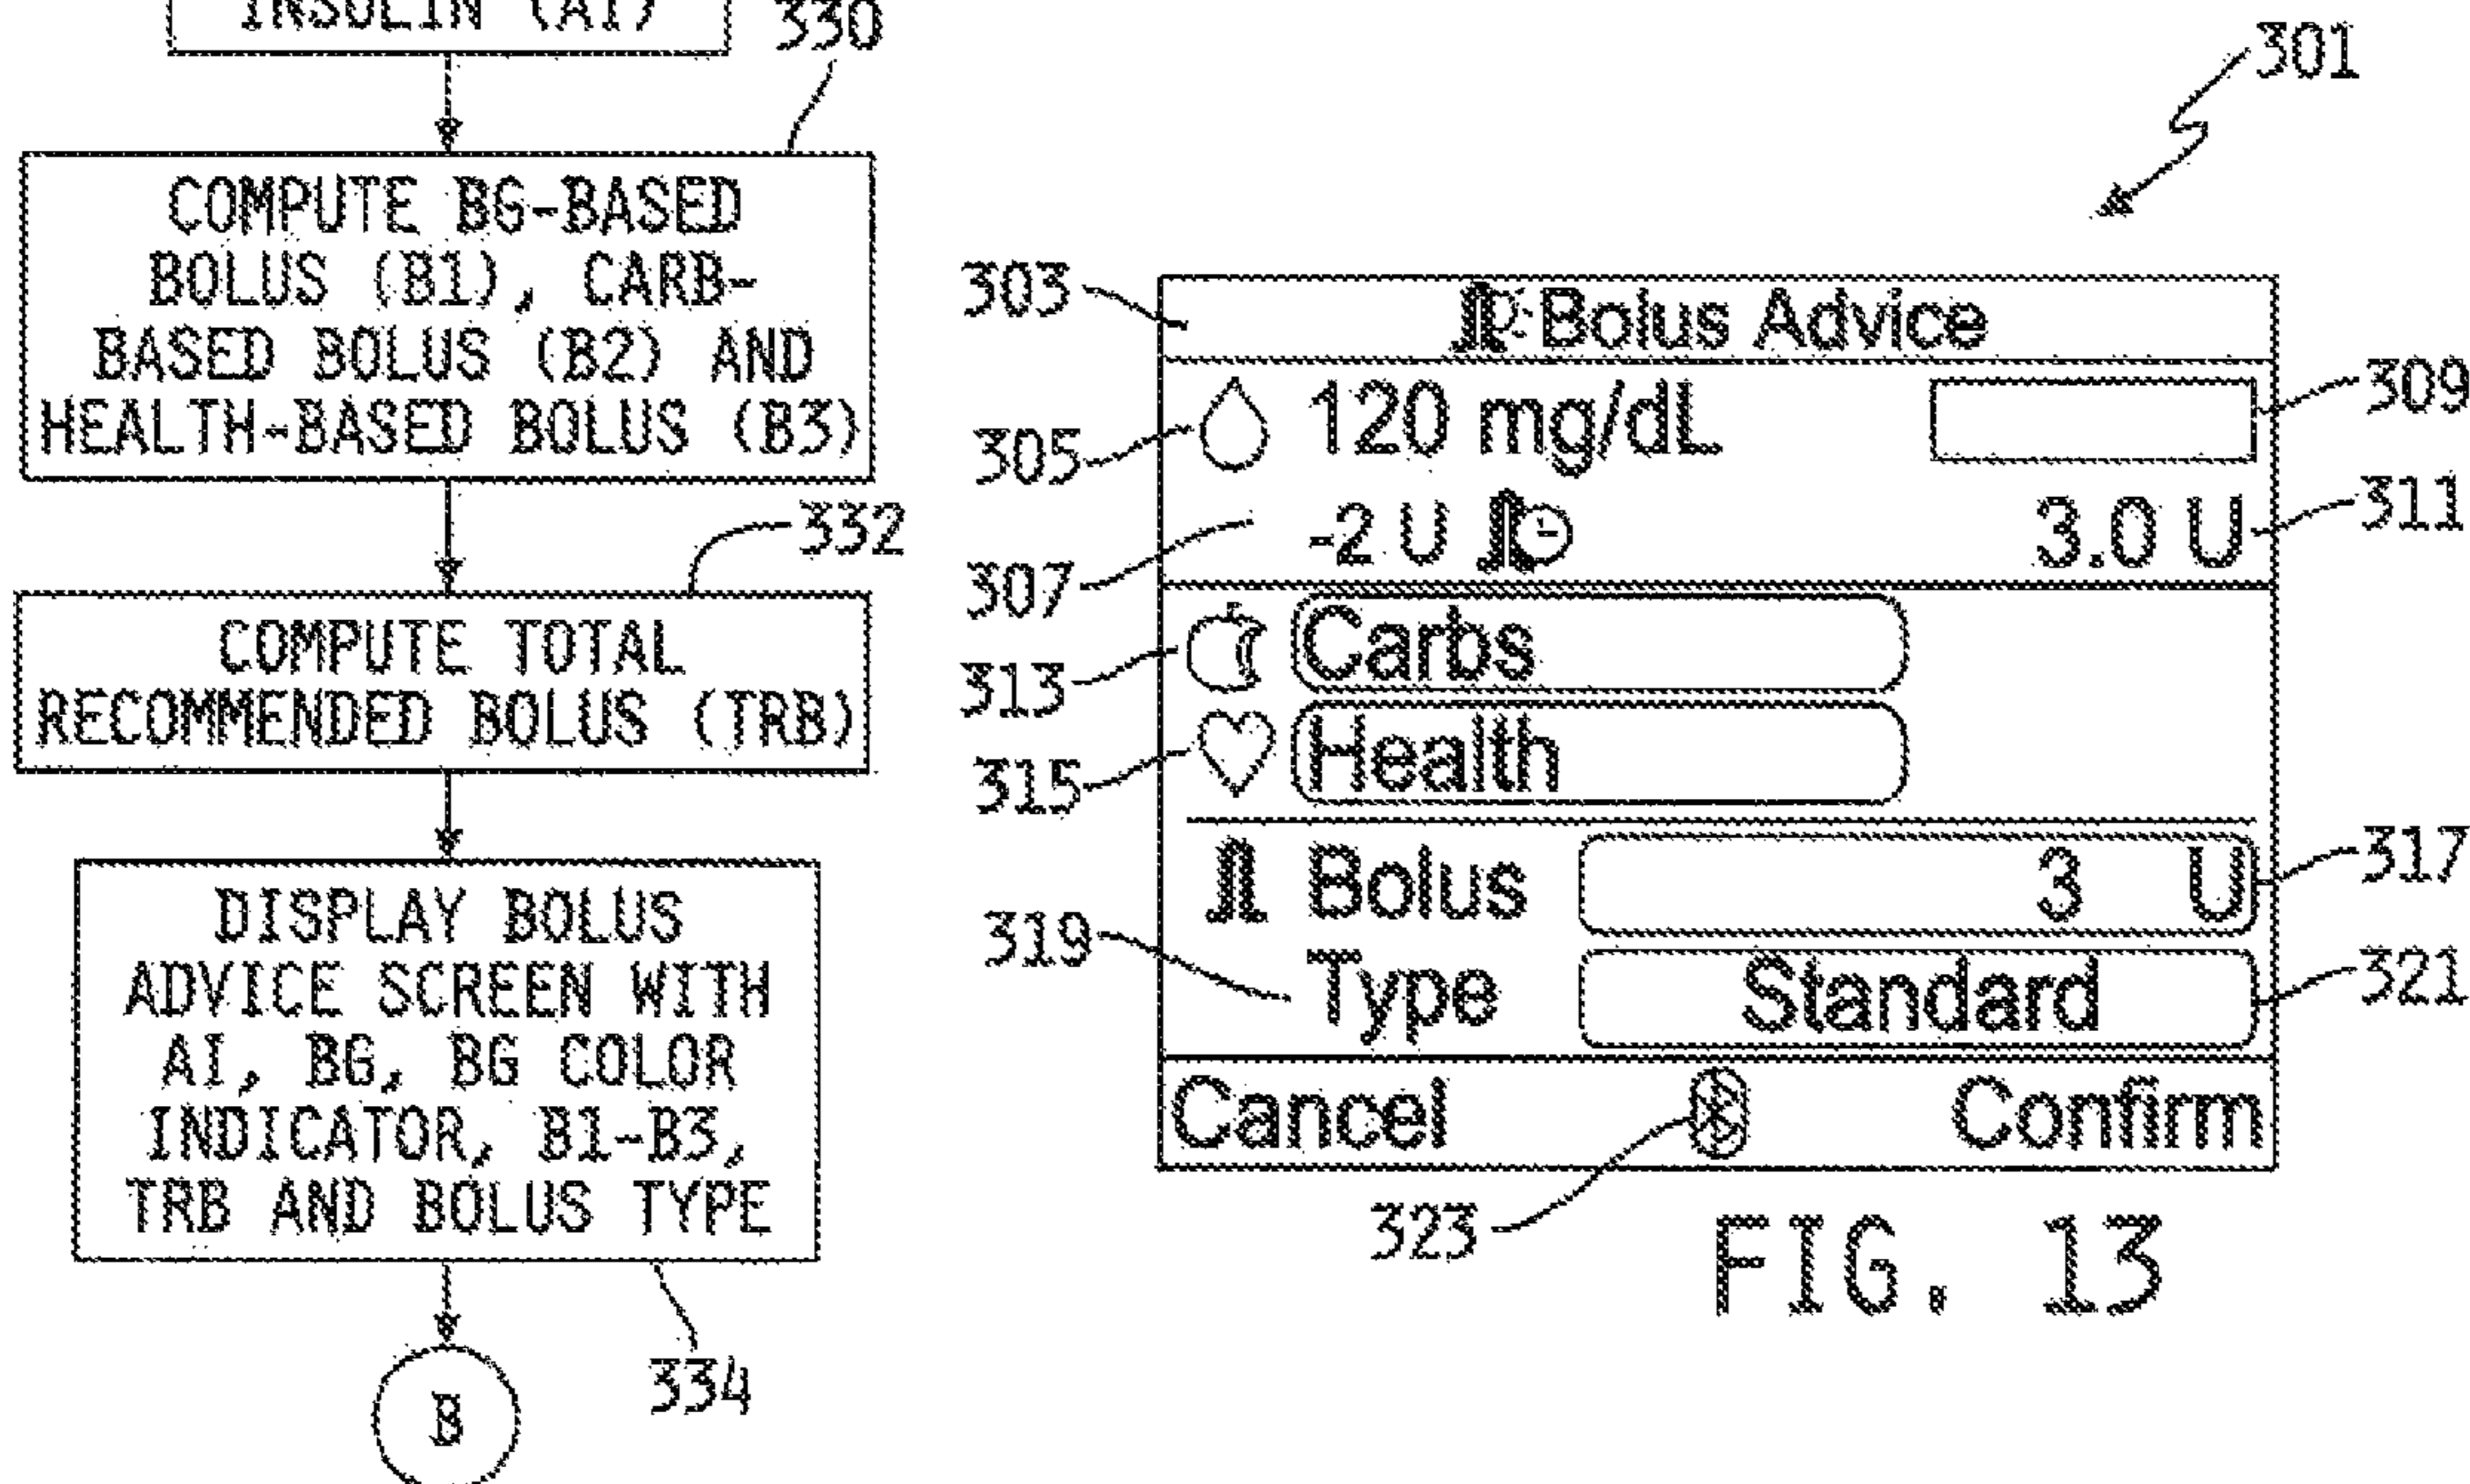 INSULIN (AI)
330
COMPUTE BG-BASED
BOLUS (B1), CARB-
BASED BOLUS (B2) AND
HEALTH-BASED BOLUS (B3)
332
COMPUTE TOTAL
RECOMMENDED BOLUS (TRB)
DISPLAY BOLUS
ADVICE SCREEN WITH
AI, BG, BG COLOR
INDICATOR, B1-B3,
TRB AND BOLUS TYPE
334
B
301
303
Bolus Advice
305
120 mg/dL
309
307
-2 U
3.0 U
311
313
Carbs
315
Health
Bolus
3 U
317
319
Type
Standard
321
Cancel
Confirm
323
FIG. 13